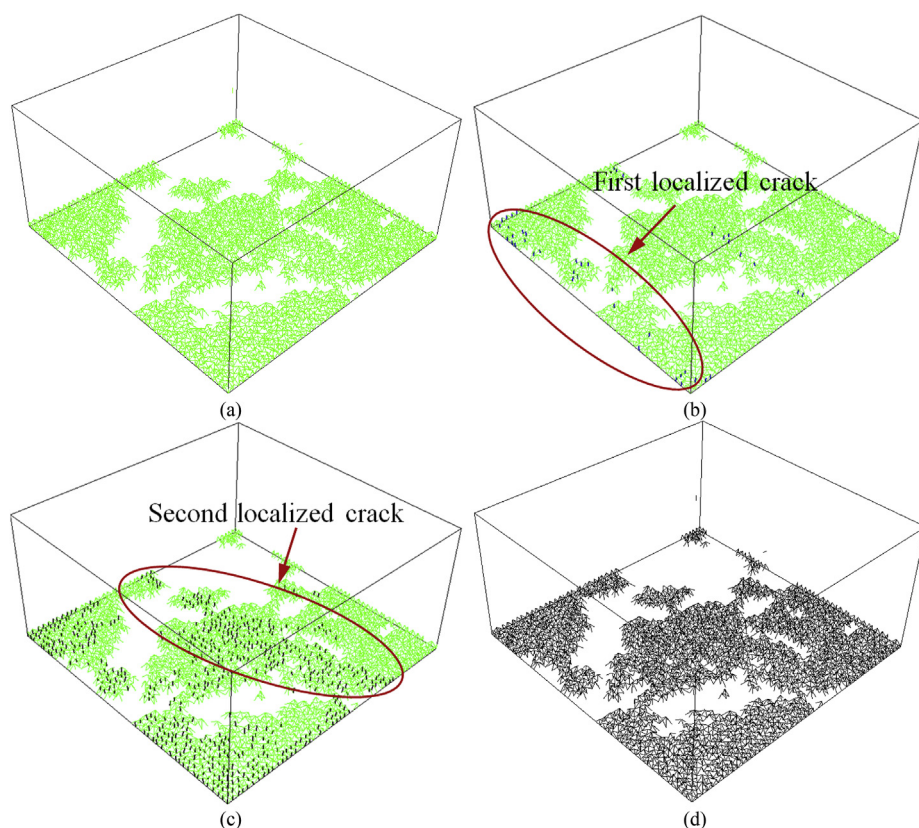 First localized crack
(a)
(b)
Second localized crack
(c)
(d)